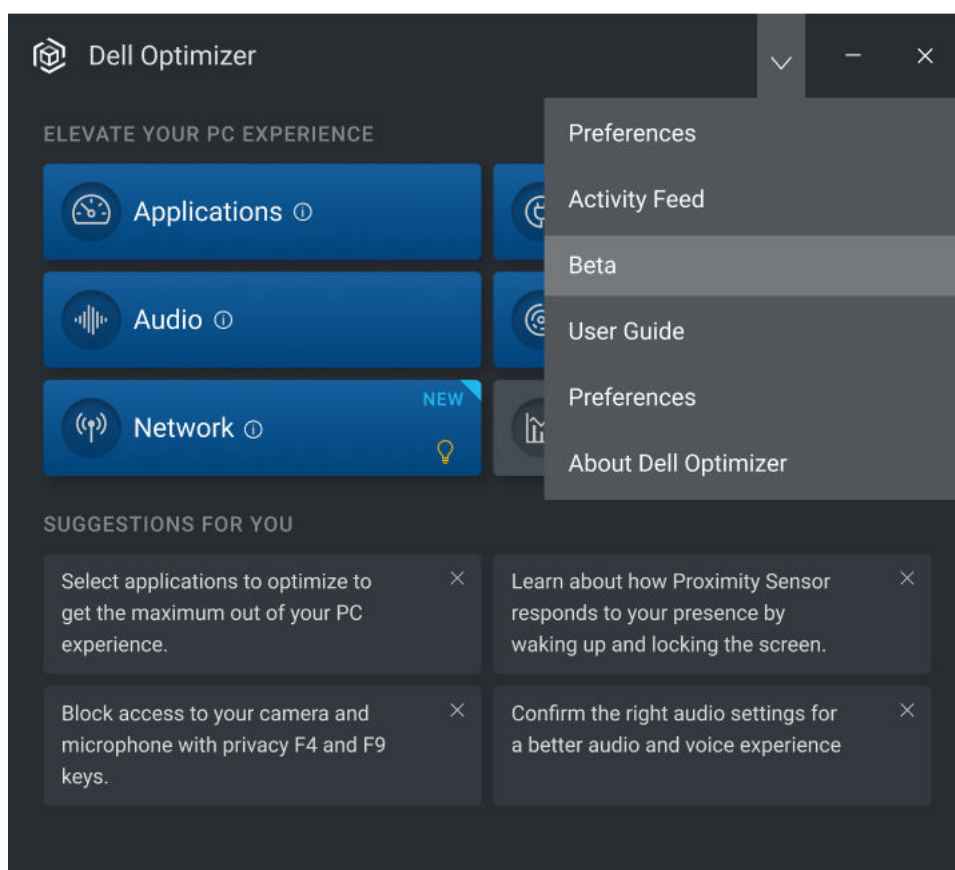 Dell Optimizer
ELEVATE YOUR PC EXPERIENCE
Applications
Audio
NEW
Network
Preferences
Activity Feed
Beta
User Guide
Preferences
About Dell Optimizer
SUGGESTIONS FOR YOU
Select applications to optimize to
get the maximum out of your PC
experience.
Learn about how Proximity Sensor
responds to your presence by
waking up and locking the screen.
Block access to your camera and
microphone with privacy F4 and F9
keys.
Confirm the right audio settings for
a better audio and voice experience